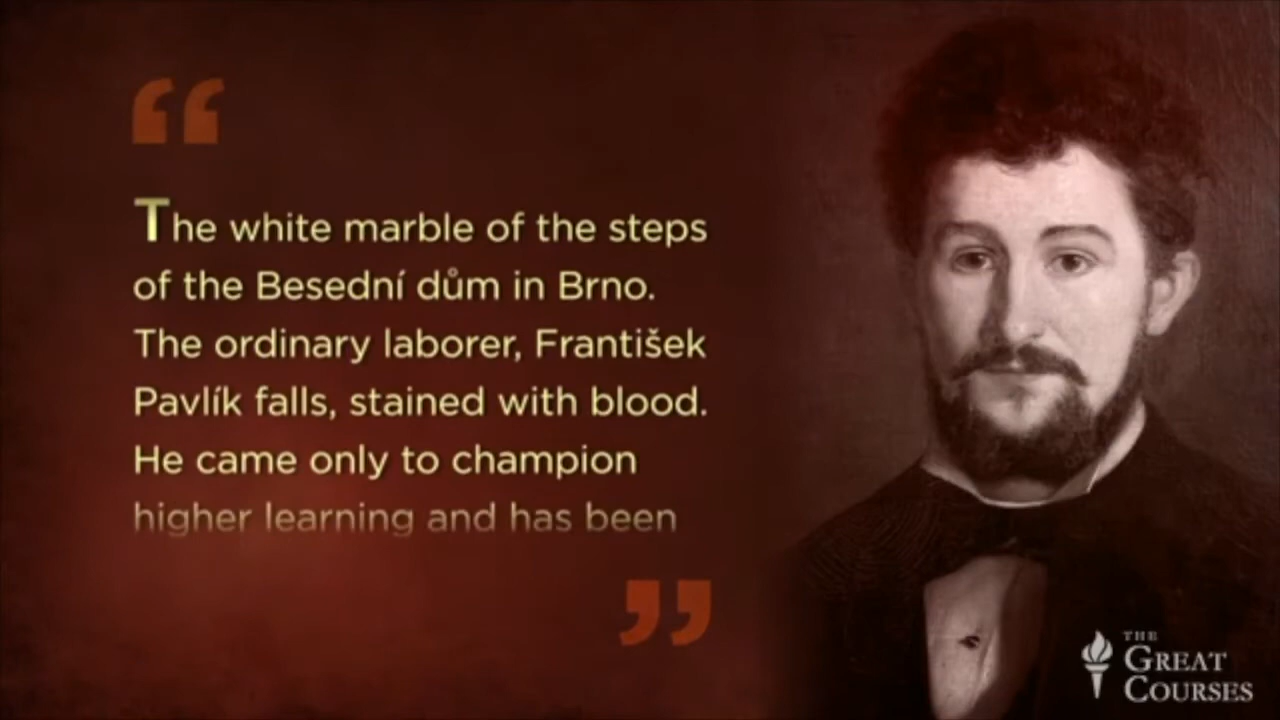 “
The white marble of the steps
of the Besední dům in Brno.
The ordinary laborer, František
Pavlík falls, stained with blood.
He came only to champion
higher learning and has been
”
THE
GREAT
COURSES